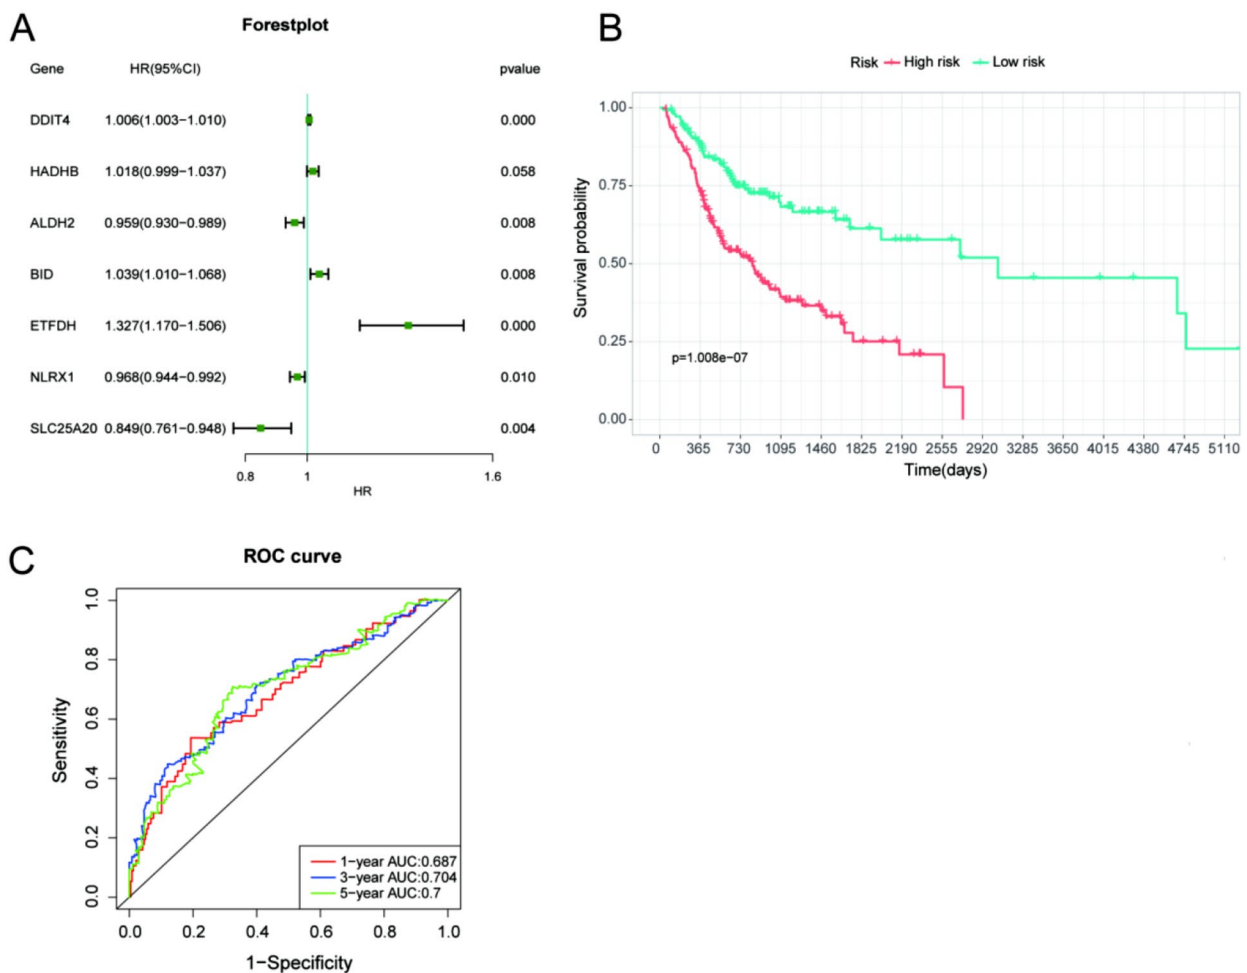 A
Forestplot
Gene HR(95%CI) pvalue
DDIT4 1.006(1.003−1.010) 0.000
HADHB 1.018(0.999−1.037) 0.058
ALDH2 0.959(0.930−0.989) 0.008
BID 1.039(1.010−1.068) 0.008
ETFDH 1.327(1.170−1.506) 0.000
NLRX1 0.968(0.944−0.992) 0.010
SLC25A20 0.849(0.761−0.948) 0.004
0.8 1 1.6
HR
B
Risk High risk Low risk
Survival probability
1.00
0.75
0.50
0.25
0.00
p=1.008e−07
0 365 730 1095 1460 1825 2190 2555 2920 3285 3650 4015 4380 4745 5110
Time(days)
C
ROC curve
Sensitivity
1.0
0.8
0.6
0.4
0.2
0.0
1−year AUC:0.687
3−year AUC:0.704
5−year AUC:0.7
0.0 0.2 0.4 0.6 0.8 1.0
1−Specificity